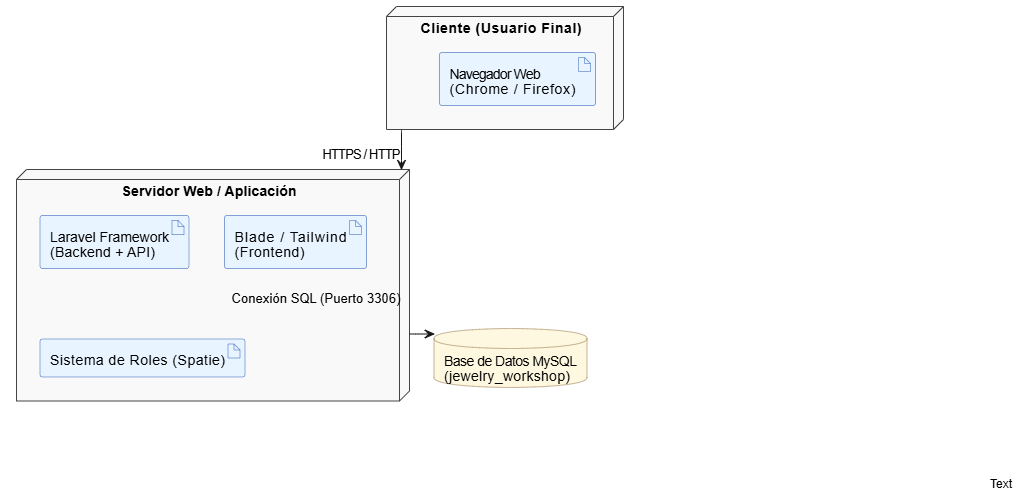 Cliente (Usuario Final)
Navegador Web
(Chrome / Firefox)
HTTPS / HTTP
Servidor Web / Aplicación
Laravel Framework
(Backend + API)
Blade / Tailwind
(Frontend)
Conexión SQL (Puerto 3306)
Sistema de Roles (Spatie)
Base de Datos MySQL
(jewelry_workshop)
Text